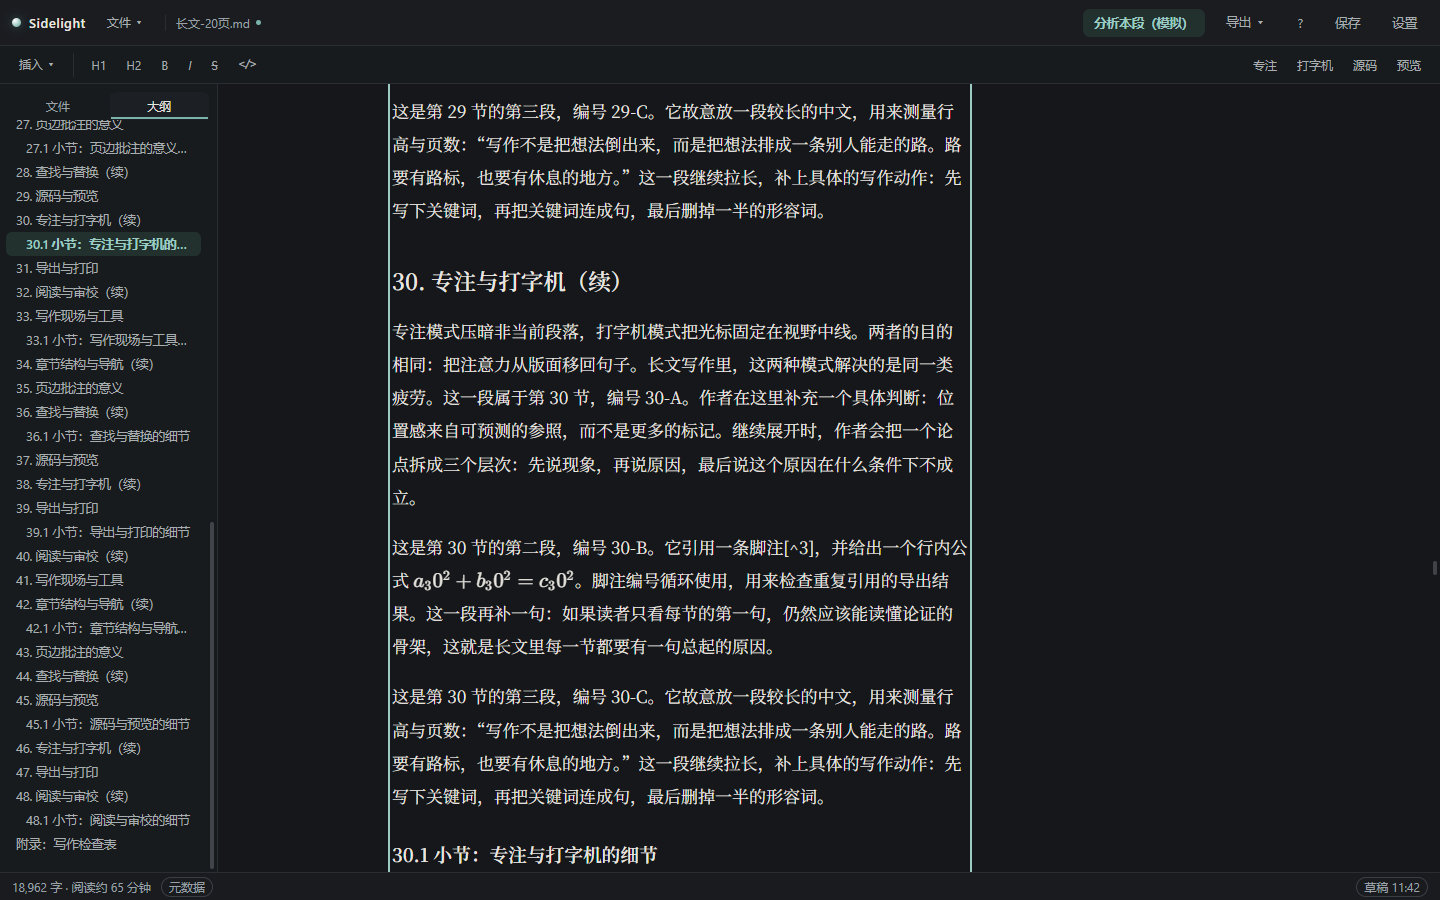 Sidelight 文件 长文-20页.md 分析本段（模拟） 导出 ? 保存 设置
插入 H1 H2 B I S </> 专注 打字机 源码 预览
文件 大纲
27. 页边批注的意义
27.1 小节：页边批注的意义...
28. 查找与替换（续）
29. 源码与预览
30. 专注与打字机（续）
30.1 小节：专注与打字机的...
31. 导出与打印
32. 阅读与审校（续）
33. 写作现场与工具
33.1 小节：写作现场与工具...
34. 章节结构与导航（续）
35. 页边批注的意义
36. 查找与替换（续）
36.1 小节：查找与替换的细节
37. 源码与预览
38. 专注与打字机（续）
39. 导出与打印
39.1 小节：导出与打印的细节
40. 阅读与审校（续）
41. 写作现场与工具
42. 章节结构与导航（续）
42.1 小节：章节结构与导航...
43. 页边批注的意义
44. 查找与替换（续）
45. 源码与预览
45.1 小节：源码与预览的细节
46. 专注与打字机（续）
47. 导出与打印
48. 阅读与审校（续）
48.1 小节：阅读与审校的细节
附录：写作检查表
这是第 29 节的第三段，编号 29-C。它故意放一段较长的中文，用来测量行
高与页数：“写作不是把想法倒出来，而是把想法排成一条别人能走的路。路
要有路标，也要有休息的地方。”这一段继续拉长，补上具体的写作动作：先
写下关键词，再把关键词连成句，最后删掉一半的形容词。
30. 专注与打字机（续）
专注模式压暗非当前段落，打字机模式把光标固定在视野中线。两者的目的
相同：把注意力从版面移回句子。长文写作里，这两种模式解决的是同一类
疲劳。这一段属于第 30 节，编号 30-A。作者在这里补充一个具体判断：位
置感来自可预测的参照，而不是更多的标记。继续展开时，作者会把一个论
点拆成三个层次：先说现象，再说原因，最后说这个原因在什么条件下不成
立。
这是第 30 节的第二段，编号 30-B。它引用一条脚注[^3]，并给出一个行内公
式 a₃0² + b₃0² = c₃0²。脚注编号循环使用，用来检查重复引用的导出结
果。这一段再补一句：如果读者只看每节的第一句，仍然应该能读懂论证的
骨架，这就是长文里每一节都要有一句总起的原因。
这是第 30 节的第三段，编号 30-C。它故意放一段较长的中文，用来测量行
高与页数：“写作不是把想法倒出来，而是把想法排成一条别人能走的路。路
要有路标，也要有休息的地方。”这一段继续拉长，补上具体的写作动作：先
写下关键词，再把关键词连成句，最后删掉一半的形容词。
30.1 小节：专注与打字机的细节
18,962 字 · 阅读约 65 分钟 元数据 草稿 11:42